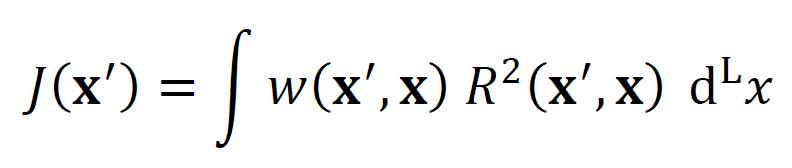 J(𝐱′) = ∫ w(𝐱′, 𝐱) R²(𝐱′, 𝐱) dᴸx